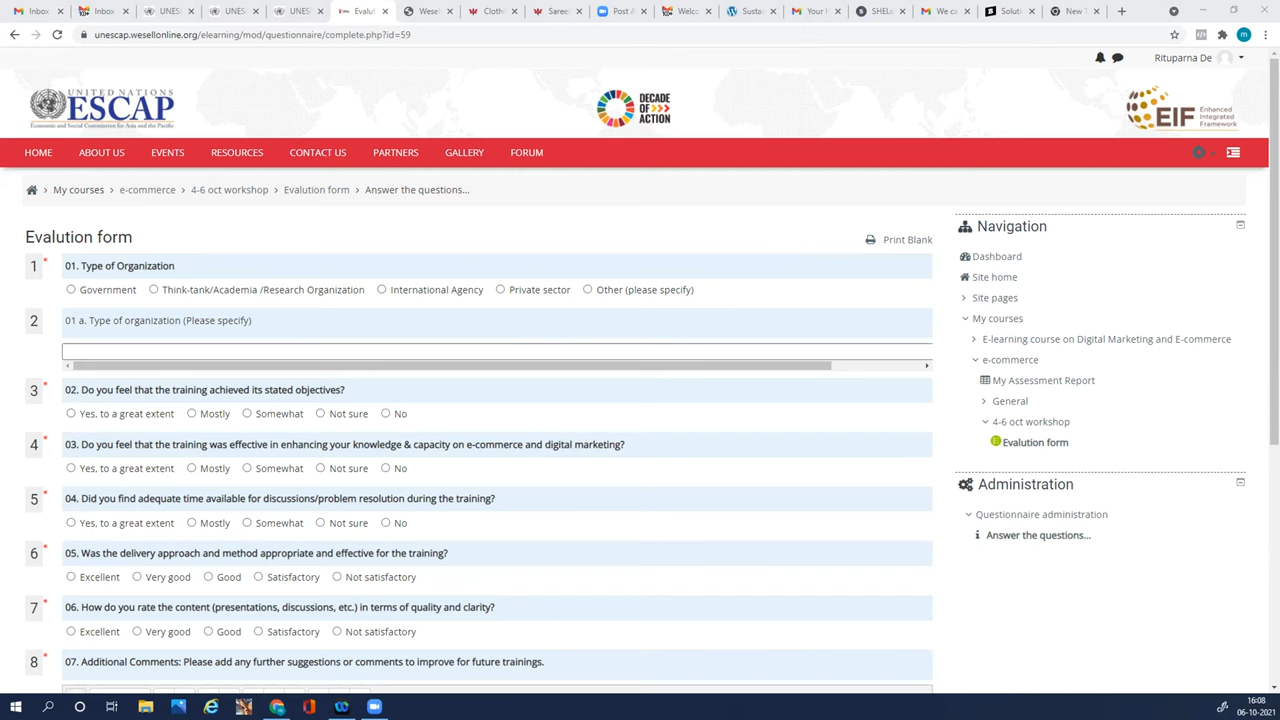 Inbox
Inbox
UNES
UNES
UNES
Evalut
WeSel
Cloth
Saree
Post A
Welco
Susta
Your
SHEL
We ca
Soluti
New T
unescap.wesellonline.org/elearning/mod/questionnaire/complete.php?id=59
m
Rituparna De
UNITED NATIONS
ESCAP
Economic and Social Commission for Asia and the Pacific
DECADE
OF >>>
ACTION
EIF Enhanced
Integrated
Framework
HOME ABOUT US EVENTS RESOURCES CONTACT US PARTNERS GALLERY FORUM
My courses > e-commerce > 4-6 oct workshop > Evalution form > Answer the questions...
Evalution form
Print Blank
1 * 01. Type of Organization
Government Think-tank/Academia /Research Organization International Agency Private sector Other (please specify)
2 01 a. Type of organization (Please specify)
3 * 02. Do you feel that the training achieved its stated objectives?
Yes, to a great extent Mostly Somewhat Not sure No
4 * 03. Do you feel that the training was effective in enhancing your knowledge & capacity on e-commerce and digital marketing?
Yes, to a great extent Mostly Somewhat Not sure No
5 * 04. Did you find adequate time available for discussions/problem resolution during the training?
Yes, to a great extent Mostly Somewhat Not sure No
6 * 05. Was the delivery approach and method appropriate and effective for the training?
Excellent Very good Good Satisfactory Not satisfactory
7 * 06. How do you rate the content (presentations, discussions, etc.) in terms of quality and clarity?
Excellent Very good Good Satisfactory Not satisfactory
8 * 07. Additional Comments: Please add any further suggestions or comments to improve for future trainings.
Navigation
Dashboard
Site home
Site pages
My courses
E-learning course on Digital Marketing and E-commerce
e-commerce
My Assessment Report
General
4-6 oct workshop
Evalution form
Administration
Questionnaire administration
Answer the questions...
16:08
06-10-2021